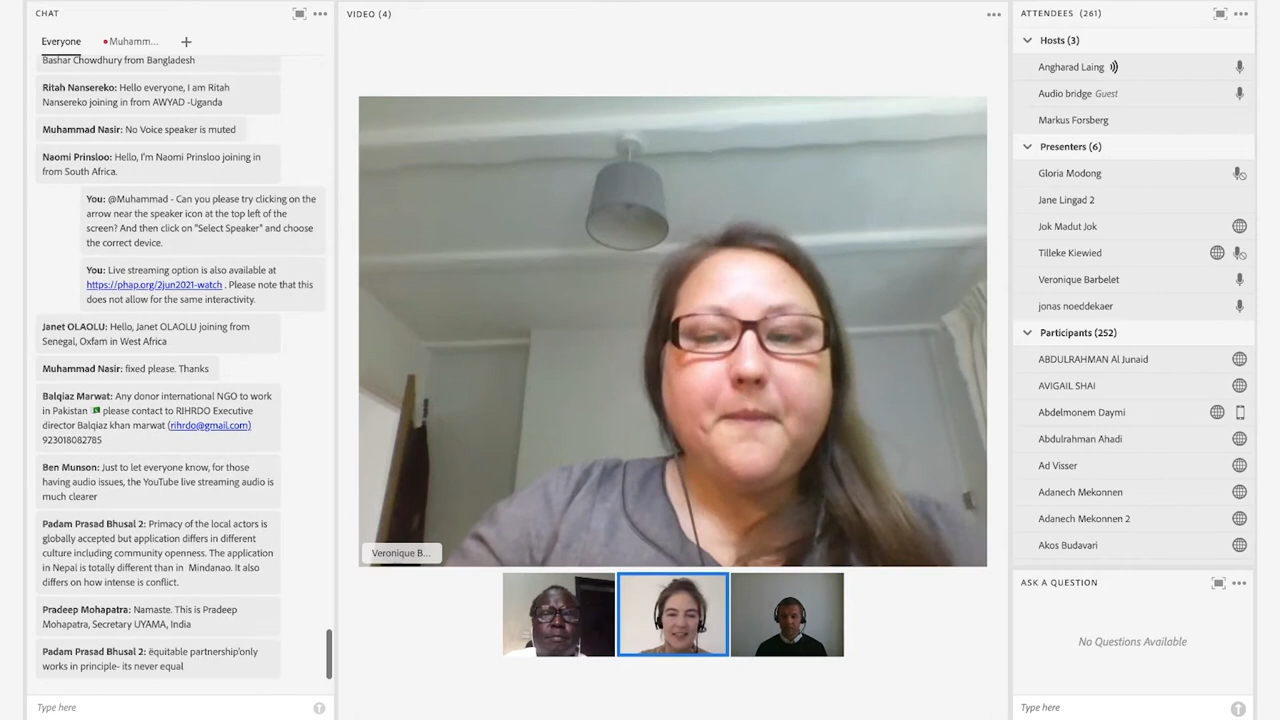 CHAT
Everyone
Muhamm...
Bashar Chowdhury from Bangladesh
Ritah Nansereko: Hello everyone, I am Ritah
Nansereko joining in from AWYAD -Uganda
Muhammad Nasir: No Voice speaker is muted
Naomi Prinsloo: Hello, I'm Naomi Prinsloo joining in
from South Africa.
You: @Muhammad - Can you please try clicking on the
arrow near the speaker icon at the top left of the
screen? And then click on "Select Speaker" and choose
the correct device.
You: Live streaming option is also available at
https://phap.org/2jun2021-watch . Please note that this
does not allow for the same interactivity.
Janet OLAOLU: Hello, Janet OLAOLU joining from
Senegal, Oxfam in West Africa
Muhammad Nasir: fixed please. Thanks
Balqiaz Marwat: Any donor international NGO to work
in Pakistan 🇵🇰 please contact to RIHRDO Executive
director Balqiaz khan marwat (rihrdo@gmail.com)
923018082785
Ben Munson: Just to let everyone know, for those
having audio issues, the YouTube live streaming audio is
much clearer
Padam Prasad Bhusal 2: Primacy of the local actors is
globally accepted but application differs in different
culture including community openness. The application
in Nepal is totally different than in Mindanao. It also
differs on how intense is conflict.
Pradeep Mohapatra: Namaste. This is Pradeep
Mohapatra, Secretary UYAMA, India
Padam Prasad Bhusal 2: ëquitable partnership'only
works in principle- its never equal
Type here
VIDEO (4)
Veronique B...
ATTENDEES (261)
Hosts (3)
Angharad Laing
Audio bridge Guest
Markus Forsberg
Presenters (6)
Gloria Modong
Jane Lingad 2
Jok Madut Jok
Tilleke Kiewied
Veronique Barbelet
jonas noeddekaer
Participants (252)
ABDULRAHMAN Al Junaid
AVIGAIL SHAI
Abdelmonem Daymi
Abdulrahman Ahadi
Ad Visser
Adanech Mekonnen
Adanech Mekonnen 2
Akos Budavari
ASK A QUESTION
No Questions Available
Type here